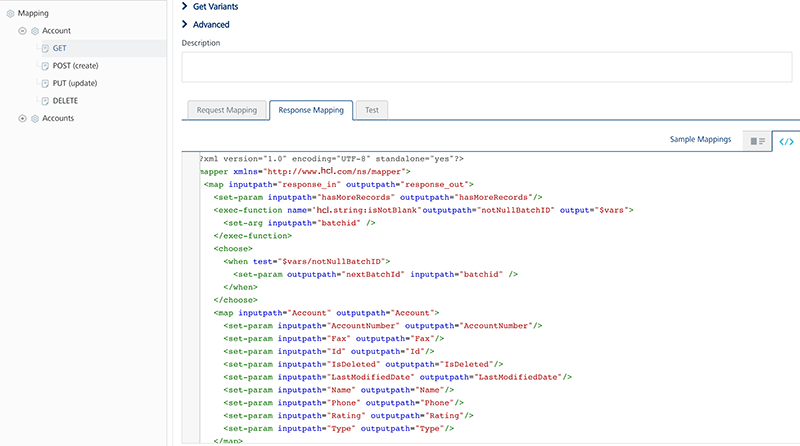 Mapping
Account
GET
POST (create)
PUT (update)
DELETE
Accounts
Get Variants
Advanced
Description
Request Mapping
Response Mapping
Test
Sample Mappings
</>
?xml version="1.0" encoding="UTF-8" standalone="yes"?>
mapper xmlns="http://www.hcl.com/ns/mapper">
<map inputpath="response_in" outputpath="response_out">
<set-param inputpath="hasMoreRecords" outputpath="hasMoreRecords"/>
<exec-function name="hcl.string:isNotBlank"outputpath="notNullBatchID" output="$vars">
<set-arg inputpath="batchid" />
</exec-function>
<choose>
<when test="$vars/notNullBatchID">
<set-param outputpath="nextBatchId" inputpath="batchid" />
</when>
</choose>
<map inputpath="Account" outputpath="Account">
<set-param inputpath="AccountNumber" outputpath="AccountNumber"/>
<set-param inputpath="Fax" outputpath="Fax"/>
<set-param inputpath="Id" outputpath="Id"/>
<set-param inputpath="IsDeleted" outputpath="IsDeleted"/>
<set-param inputpath="LastModifiedDate" outputpath="LastModifiedDate"/>
<set-param inputpath="Name" outputpath="Name"/>
<set-param inputpath="Phone" outputpath="Phone"/>
<set-param inputpath="Rating" outputpath="Rating"/>
<set-param inputpath="Type" outputpath="Type"/>
</map>